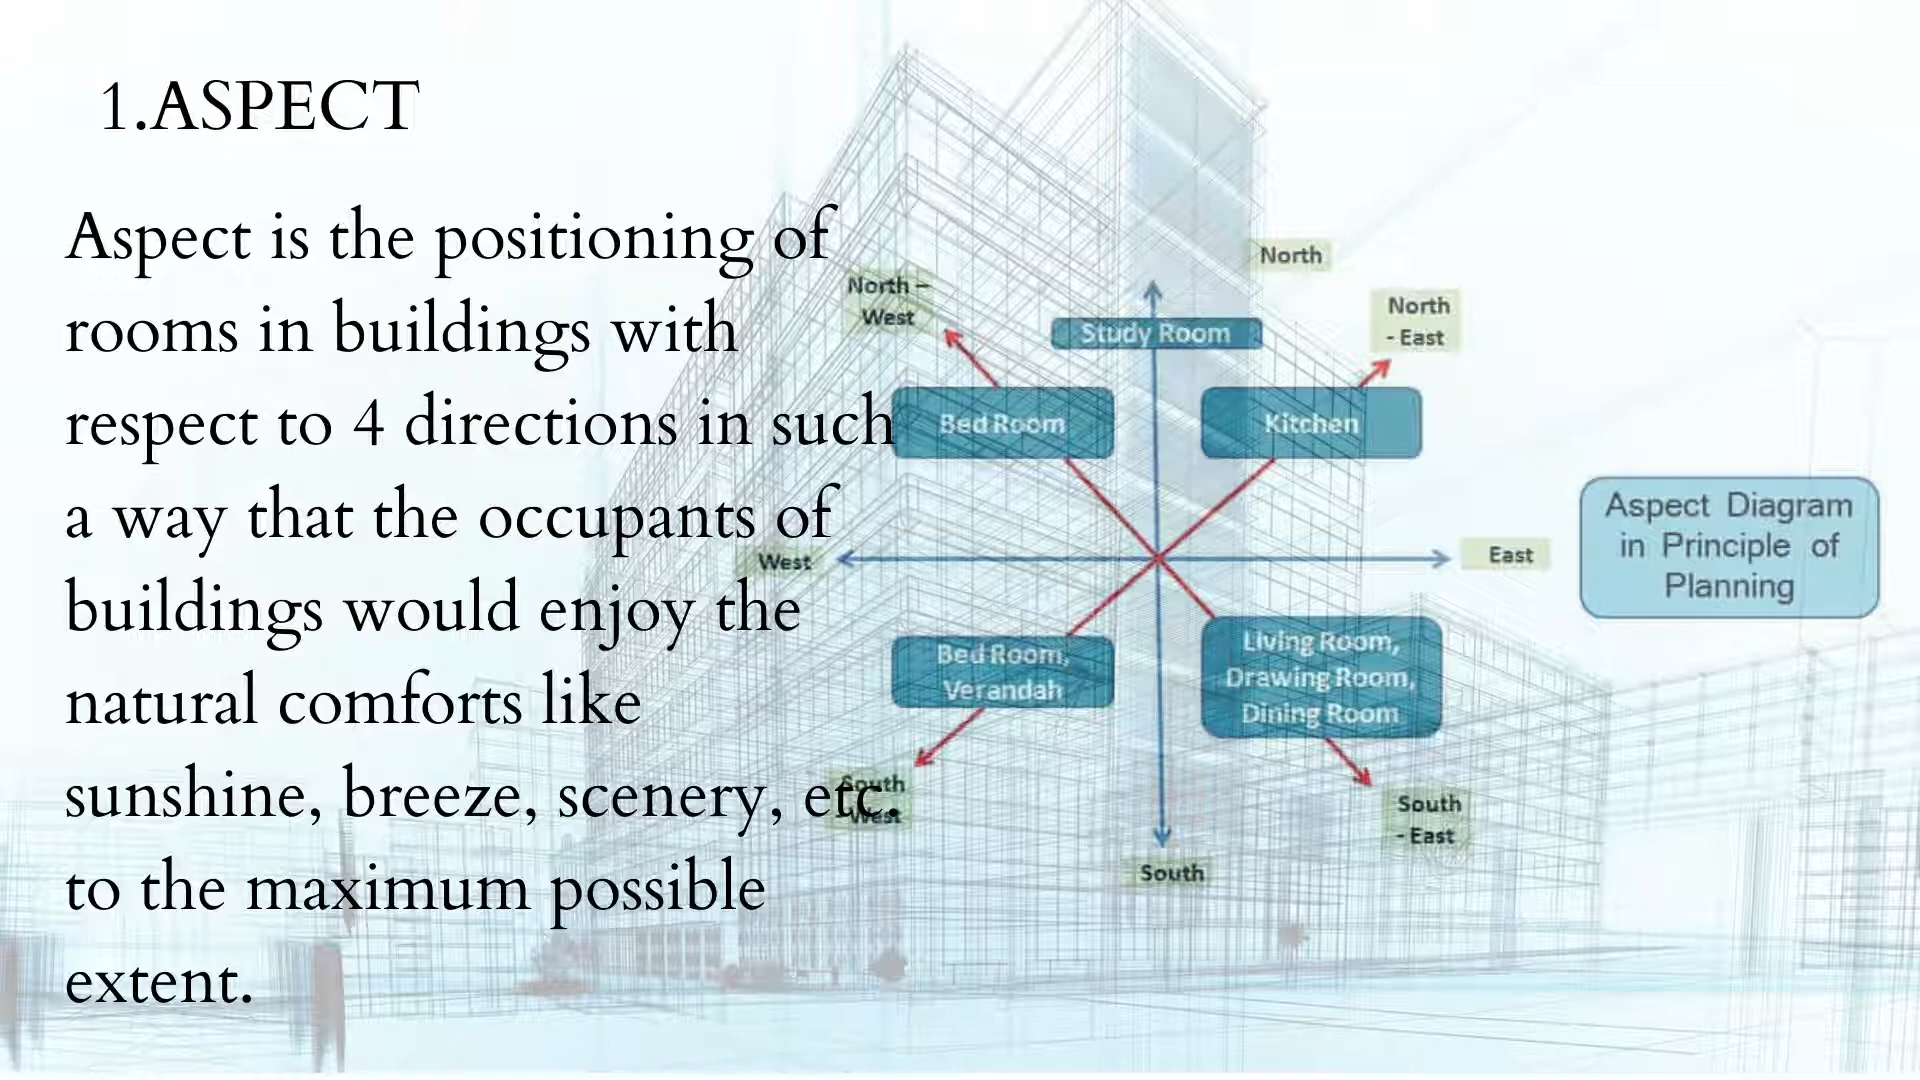 1.ASPECT
Aspect is the positioning of
rooms in buildings with
respect to 4 directions in such
a way that the occupants of
buildings would enjoy the
natural comforts like
sunshine, breeze, scenery, etc.
to the maximum possible
extent.
North
North –
West
North
- East
Study Room
Bed Room
Kitchen
West
East
Aspect Diagram
in Principle of
Planning
Bed Room,
Verandah
Living Room,
Drawing Room,
Dining Room
South
West
South
- East
South